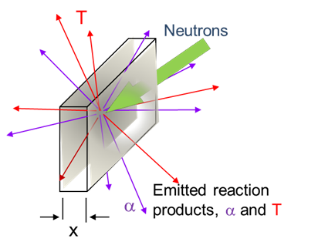 T
Neutrons
Emitted reaction
α products, α and T
x